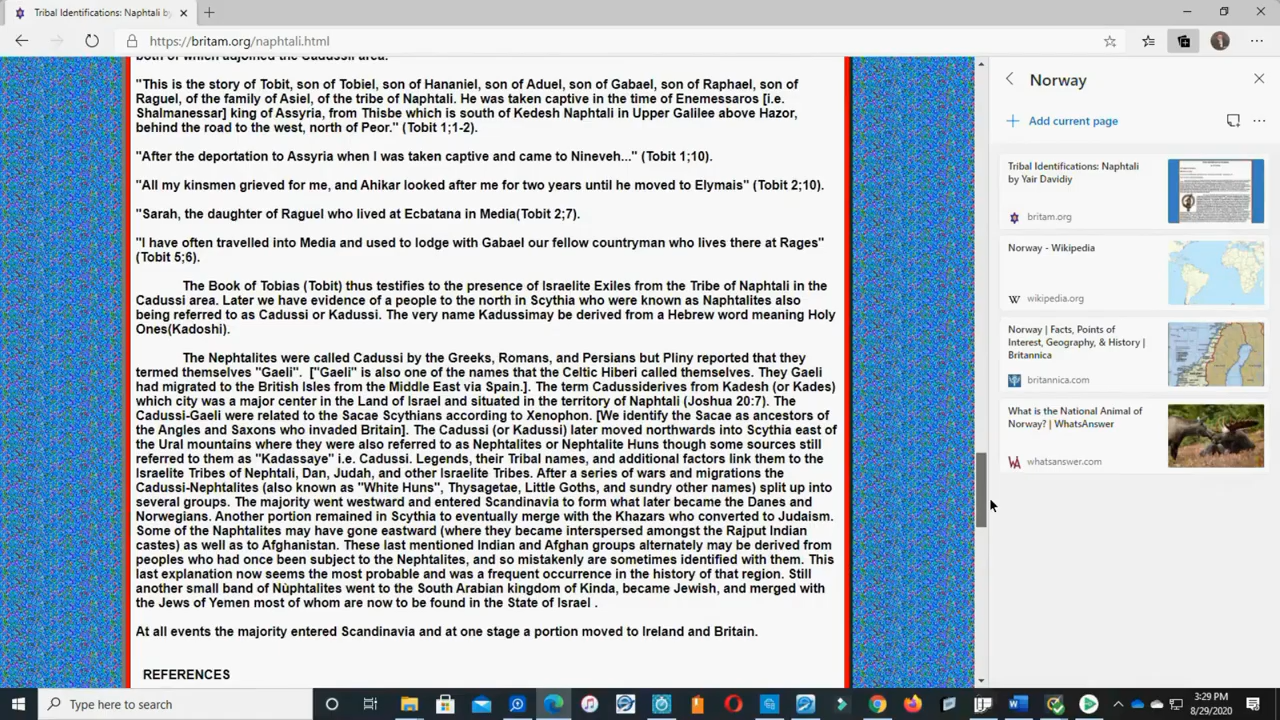 Tribal Identifications: Naphtali by
https://britam.org/naphtali.html
both of which adjoined the Cadussii area.
"This is the story of Tobit, son of Tobiel, son of Hananiel, son of Aduel, son of Gabael, son of Raphael, son of
Raguel, of the family of Asiel, of the tribe of Naphtali. He was taken captive in the time of Enemessaros [i.e.
Shalmanessar] king of Assyria, from Thisbe which is south of Kedesh Naphtali in Upper Galilee above Hazor,
behind the road to the west, north of Peor." (Tobit 1;1-2).
"After the deportation to Assyria when I was taken captive and came to Nineveh..." (Tobit 1;10).
"All my kinsmen grieved for me, and Ahikar looked after me for two years until he moved to Elymais" (Tobit 2;10).
"Sarah, the daughter of Raguel who lived at Ecbatana in Media(Tobit 2;7).
"I have often travelled into Media and used to lodge with Gabael our fellow countryman who lives there at Rages"
(Tobit 5;6).
The Book of Tobias (Tobit) thus testifies to the presence of Israelite Exiles from the Tribe of Naphtali in the
Cadussi area. Later we have evidence of a people to the north in Scythia who were known as Naphtalites also
being referred to as Cadussi or Kadussi. The very name Kadussimay be derived from a Hebrew word meaning Holy
Ones(Kadoshi).
The Nephtalites were called Cadussi by the Greeks, Romans, and Persians but Pliny reported that they
termed themselves "Gaeli". ["Gaeli" is also one of the names that the Celtic Hiberi called themselves. They Gaeli
had migrated to the British Isles from the Middle East via Spain.]. The term Cadussiderives from Kadesh (or Kades)
which city was a major center in the Land of Israel and situated in the territory of Naphtali (Joshua 20:7). The
Cadussi-Gaeli were related to the Sacae Scythians according to Xenophon. [We identify the Sacae as ancestors of
the Angles and Saxons who invaded Britain]. The Cadussi (or Kadussi) later moved northwards into Scythia east of
the Ural mountains where they were also referred to as Nephtalites or Nephtalite Huns though some sources still
referred to them as "Kadassaye" i.e. Cadussi. Legends, their Tribal names, and additional factors link them to the
Israelite Tribes of Nephtali, Dan, Judah, and other Israelite Tribes. After a series of wars and migrations the
Cadussi-Nephtalites (also known as "White Huns", Thysagetae, Little Goths, and sundry other names) split up into
several groups. The majority went westward and entered Scandinavia to form what later became the Danes and
Norwegians. Another portion remained in Scythia to eventually merge with the Khazars who converted to Judaism.
Some of the Naphtalites may have gone eastward (where they became interspersed amongst the Rajput Indian
castes) as well as to Afghanistan. These last mentioned Indian and Afghan groups alternately may be derived from
peoples who had once been subject to the Nephtalites, and so mistakenly are sometimes identified with them. This
last explanation now seems the most probable and was a frequent occurrence in the history of that region. Still
another small band of Nùphtalites went to the South Arabian kingdom of Kinda, became Jewish, and merged with
the Jews of Yemen most of whom are now to be found in the State of Israel .
At all events the majority entered Scandinavia and at one stage a portion moved to Ireland and Britain.
REFERENCES
Norway
Add current page
Tribal Identifications: Naphtali
by Yair Davidiy
britam.org
Norway - Wikipedia
W wikipedia.org
Norway | Facts, Points of
Interest, Geography, & History |
Britannica
britannica.com
What is the National Animal of
Norway? | WhatsAnswer
whatsanswer.com
Type here to search
3:29 PM
8/29/2020